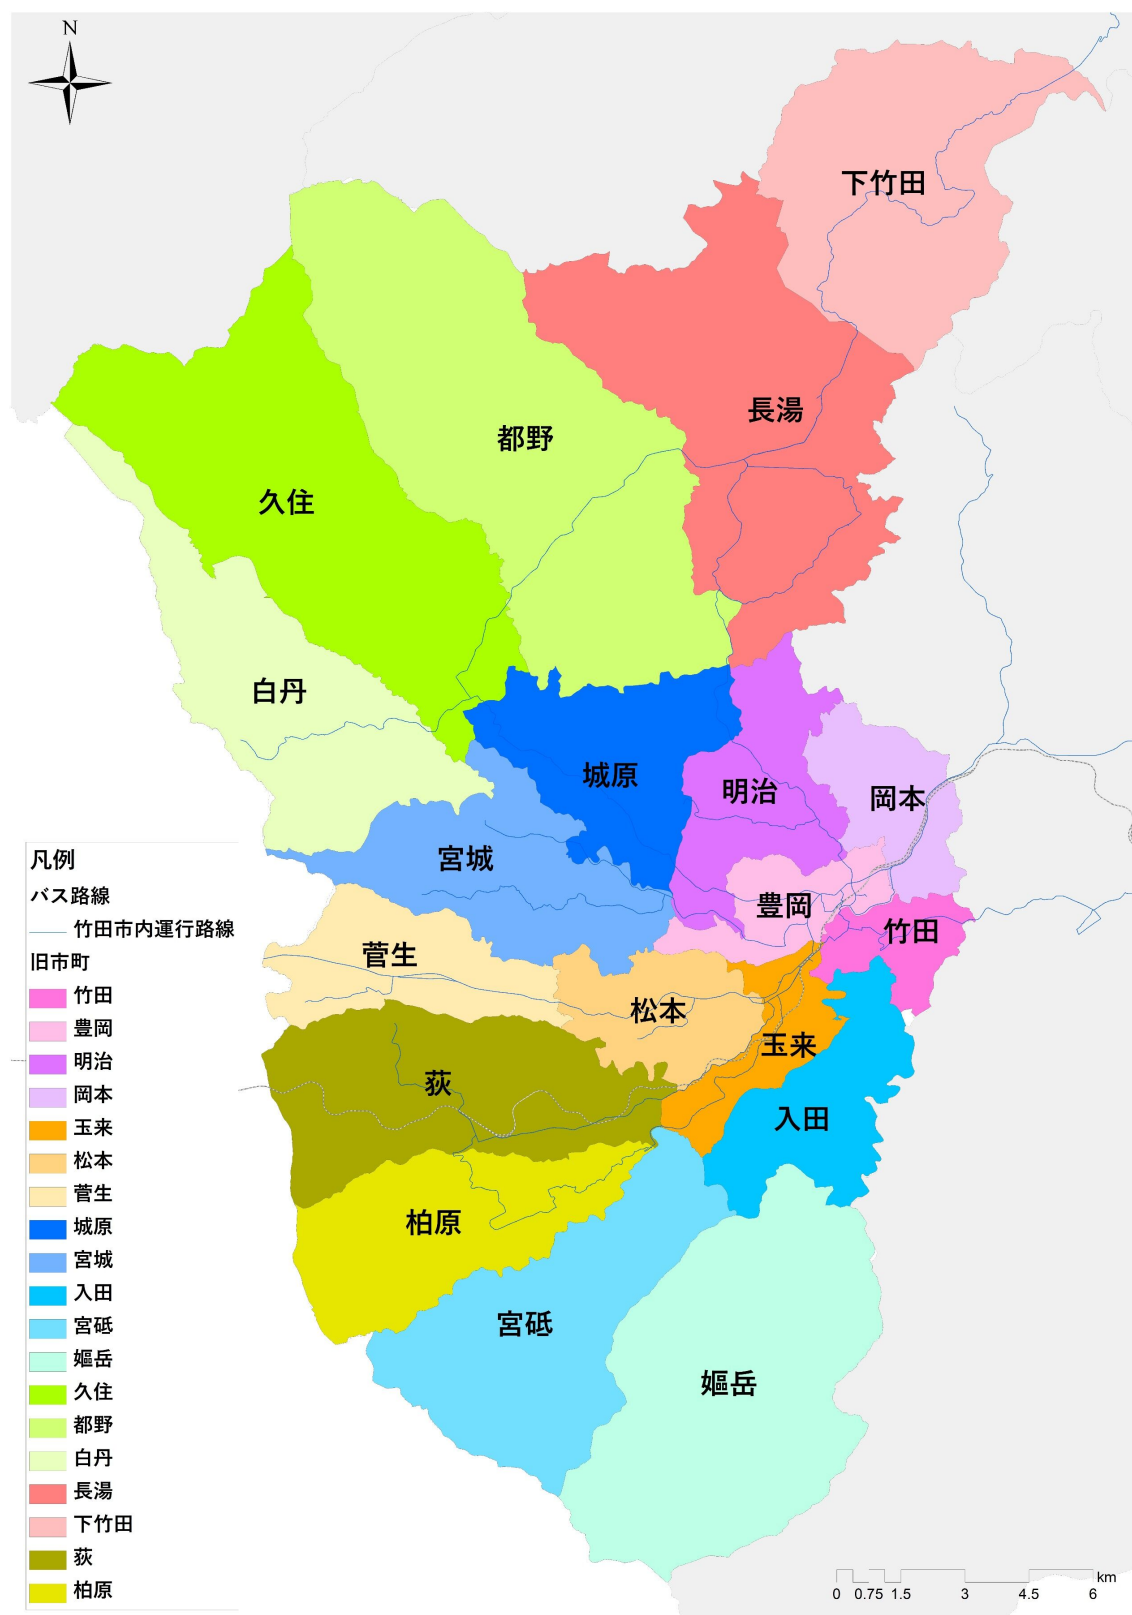 N
下竹田
長湯
都野
久住
白丹
城原
明治
岡本
宮城
豊岡
竹田
菅生
松本
玉来
荻
入田
柏原
宮砥
嫗岳
凡例
バス路線
竹田市内運行路線
旧市町
竹田
豊岡
明治
岡本
玉来
松本
菅生
城原
宮城
入田
宮砥
嫗岳
久住
都野
白丹
長湯
下竹田
荻
柏原
km
0 0.75 1.5 3 4.5 6